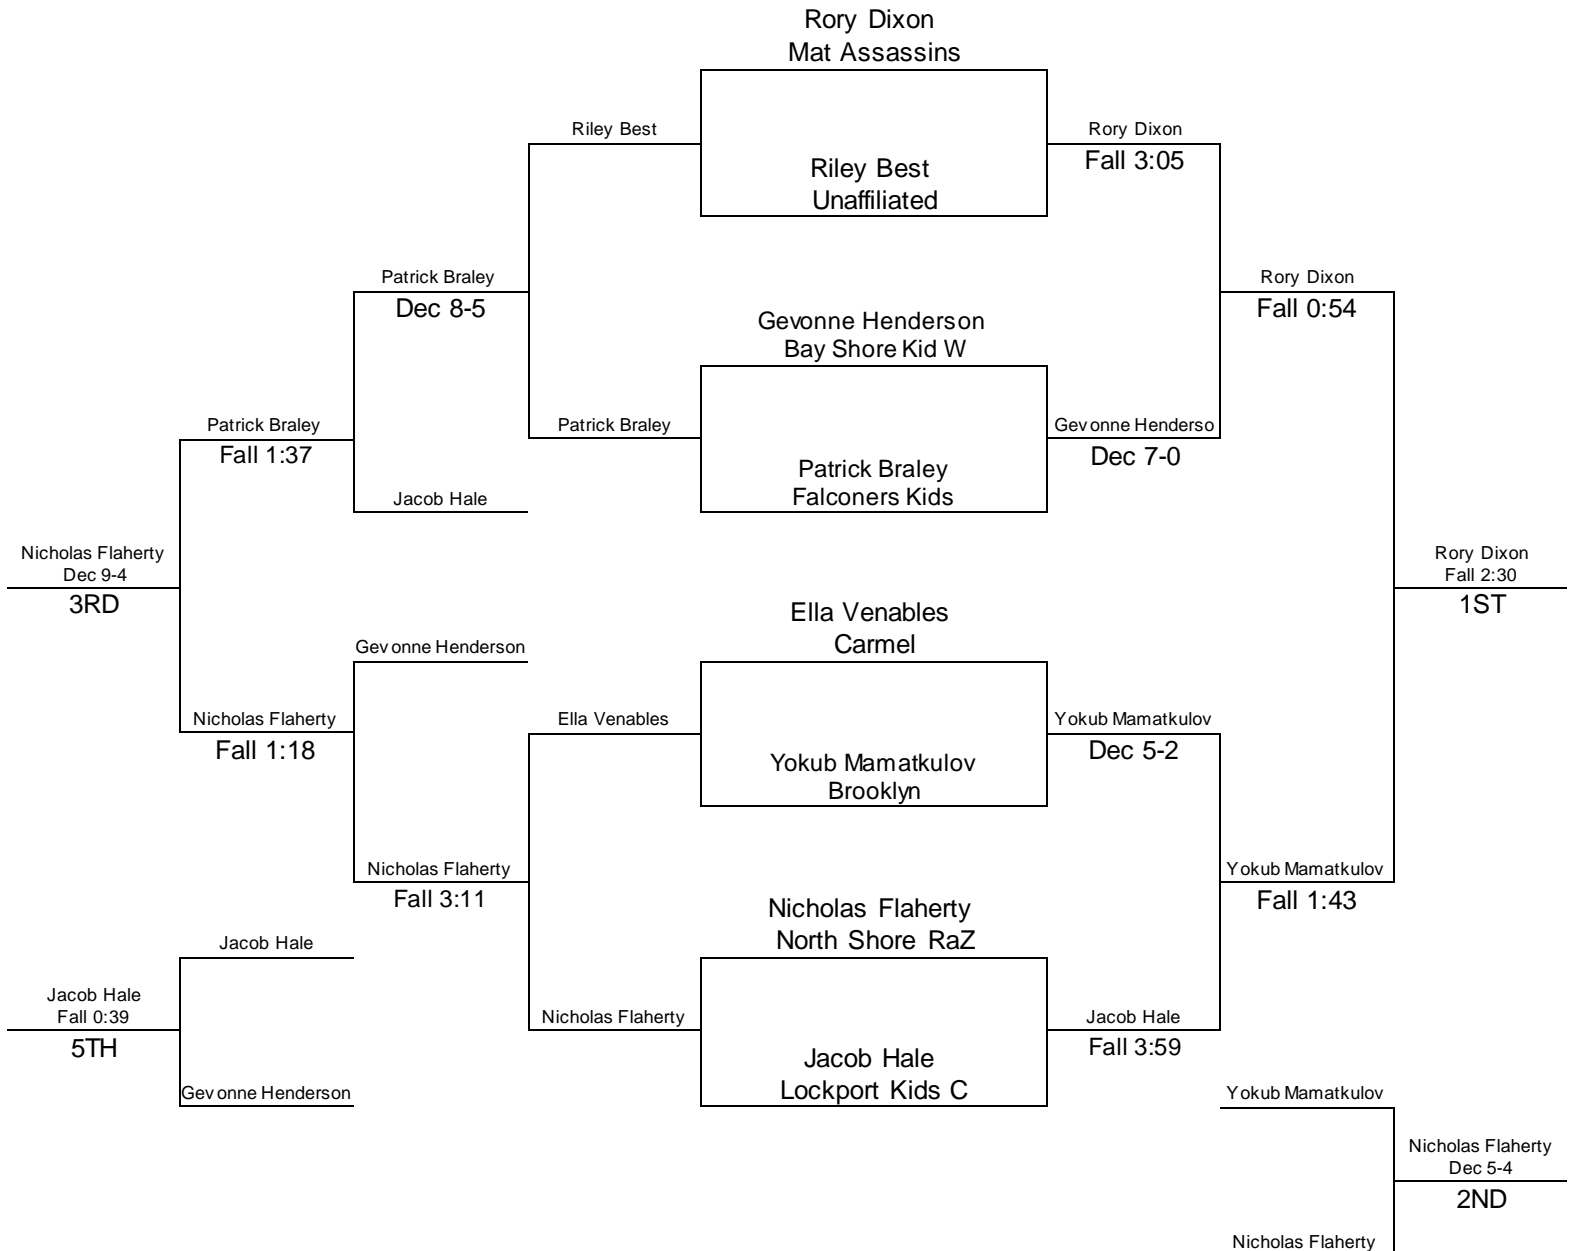 Rory Dixon
Mat Assassins
Riley Best
Rory Dixon
Fall 3:05
Riley Best
Unaffiliated
Patrick Braley
Dec 8-5
Rory Dixon
Fall 0:54
Gevonne Henderson
Bay Shore Kid W
Patrick Braley
Fall 1:37
Patrick Braley
Gevonne Henderso
Dec 7-0
Patrick Braley
Falconers Kids
Jacob Hale
Nicholas Flaherty
Dec 9-4
3RD
Rory Dixon
Fall 2:30
1ST
Ella Venables
Carmel
Gevonne Henderson
Nicholas Flaherty
Fall 1:18
Ella Venables
Yokub Mamatkulov
Dec 5-2
Yokub Mamatkulov
Brooklyn
Nicholas Flaherty
Fall 3:11
Yokub Mamatkulov
Fall 1:43
Nicholas Flaherty
North Shore RaZ
Jacob Hale
Jacob Hale
Fall 0:39
5TH
Nicholas Flaherty
Jacob Hale
Fall 3:59
Jacob Hale
Lockport Kids C
Gevonne Henderson
Yokub Mamatkulov
Nicholas Flaherty
Dec 5-4
2ND
Nicholas Flaherty